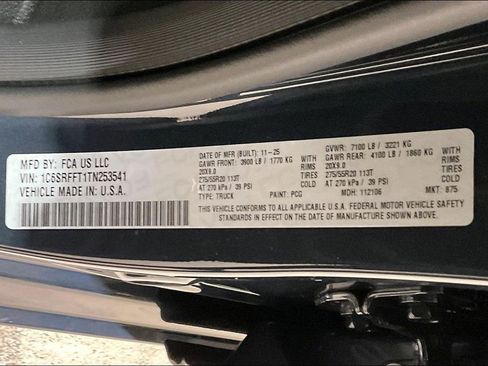 MFD BY: FCA US LLC
VIN: 1C6SRFFT1TN253541
VEHICLE MADE IN: U.S.A.
DATE OF MFR (BUILT): 11-25
GAWR FRONT: 3900 LB / 1770 KG WITH
20X9.0 RIMS
275/55R20 113T TIRES
AT 270 kPa / 39 PSI COLD
TYPE: TRUCK PAINT: PCG
GVWR: 7100 LB / 3221 KG
GAWR REAR: 4100 LB / 1860 KG WITH
20X9.0 RIMS
275/55R20 113T TIRES
AT 270 kPa / 39 PSI COLD
MDH: 112106 MKT: 875
THIS VEHICLE CONFORMS TO ALL APPLICABLE U.S.A. FEDERAL MOTOR VEHICLE SAFETY
STANDARDS IN EFFECT ON THE DATE OF MANUFACTURE SHOWN ABOVE.